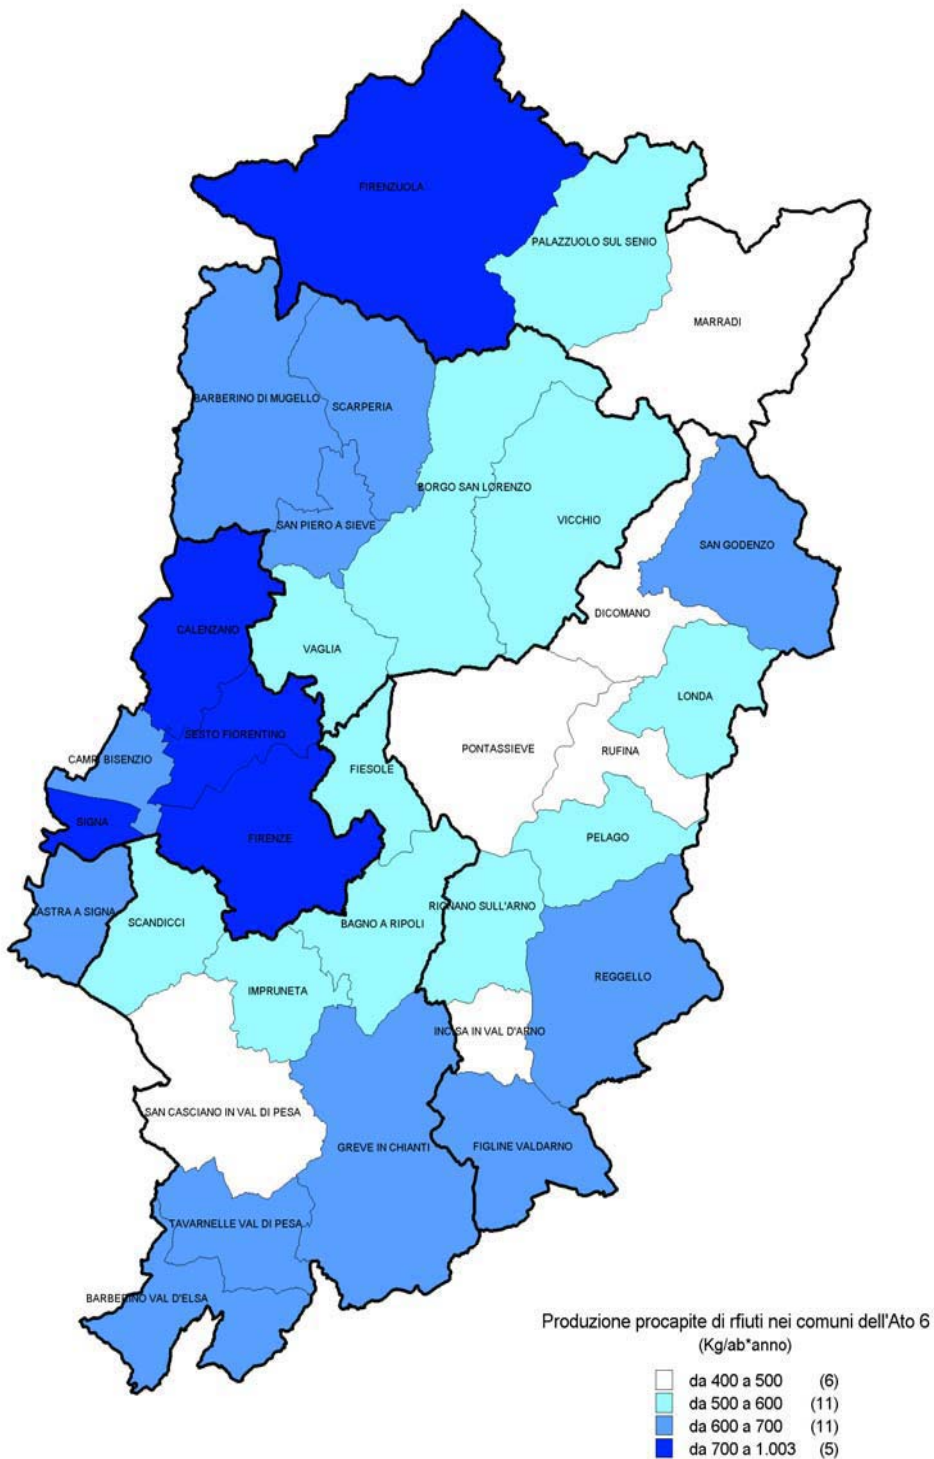 FIRENZUOLA
PALAZZUOLO SUL SENIO
MARRADI
BARBERINO DI MUGELLO
SCARPERIA
BORGO SAN LORENZO
VICCHIO
SAN PIERO A SIEVE
SAN GODENZO
DICOMANO
CALENZANO
VAGLIA
LONDA
SESTO FIORENTINO
PONTASSIEVE
RUFINA
CAMPI BISENZIO
FIESOLE
SIGNA
FIRENZE
PELAGO
LASTRA A SIGNA
SCANDICCI
BAGNO A RIPOLI
RIGNANO SULL'ARNO
IMPRUNETA
REGGELLO
INCISA IN VAL D'ARNO
SAN CASCIANO IN VAL DI PESA
GREVE IN CHIANTI
FIGLINE VALDARNO
TAVARNELLE VAL DI PESA
BARBERINO VAL D'ELSA
Produzione procapite di rfiuti nei comuni dell'Ato 6
(Kg/ab*anno)
da 400 a 500 (6)
da 500 a 600 (11)
da 600 a 700 (11)
da 700 a 1.003 (5)